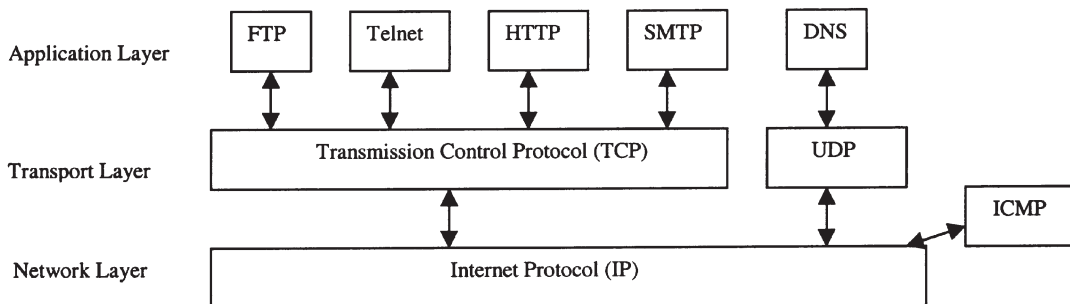 FTP
Telnet
HTTP
SMTP
DNS
Application Layer
Transmission Control Protocol (TCP)
UDP
Transport Layer
ICMP
Network Layer
Internet Protocol (IP)